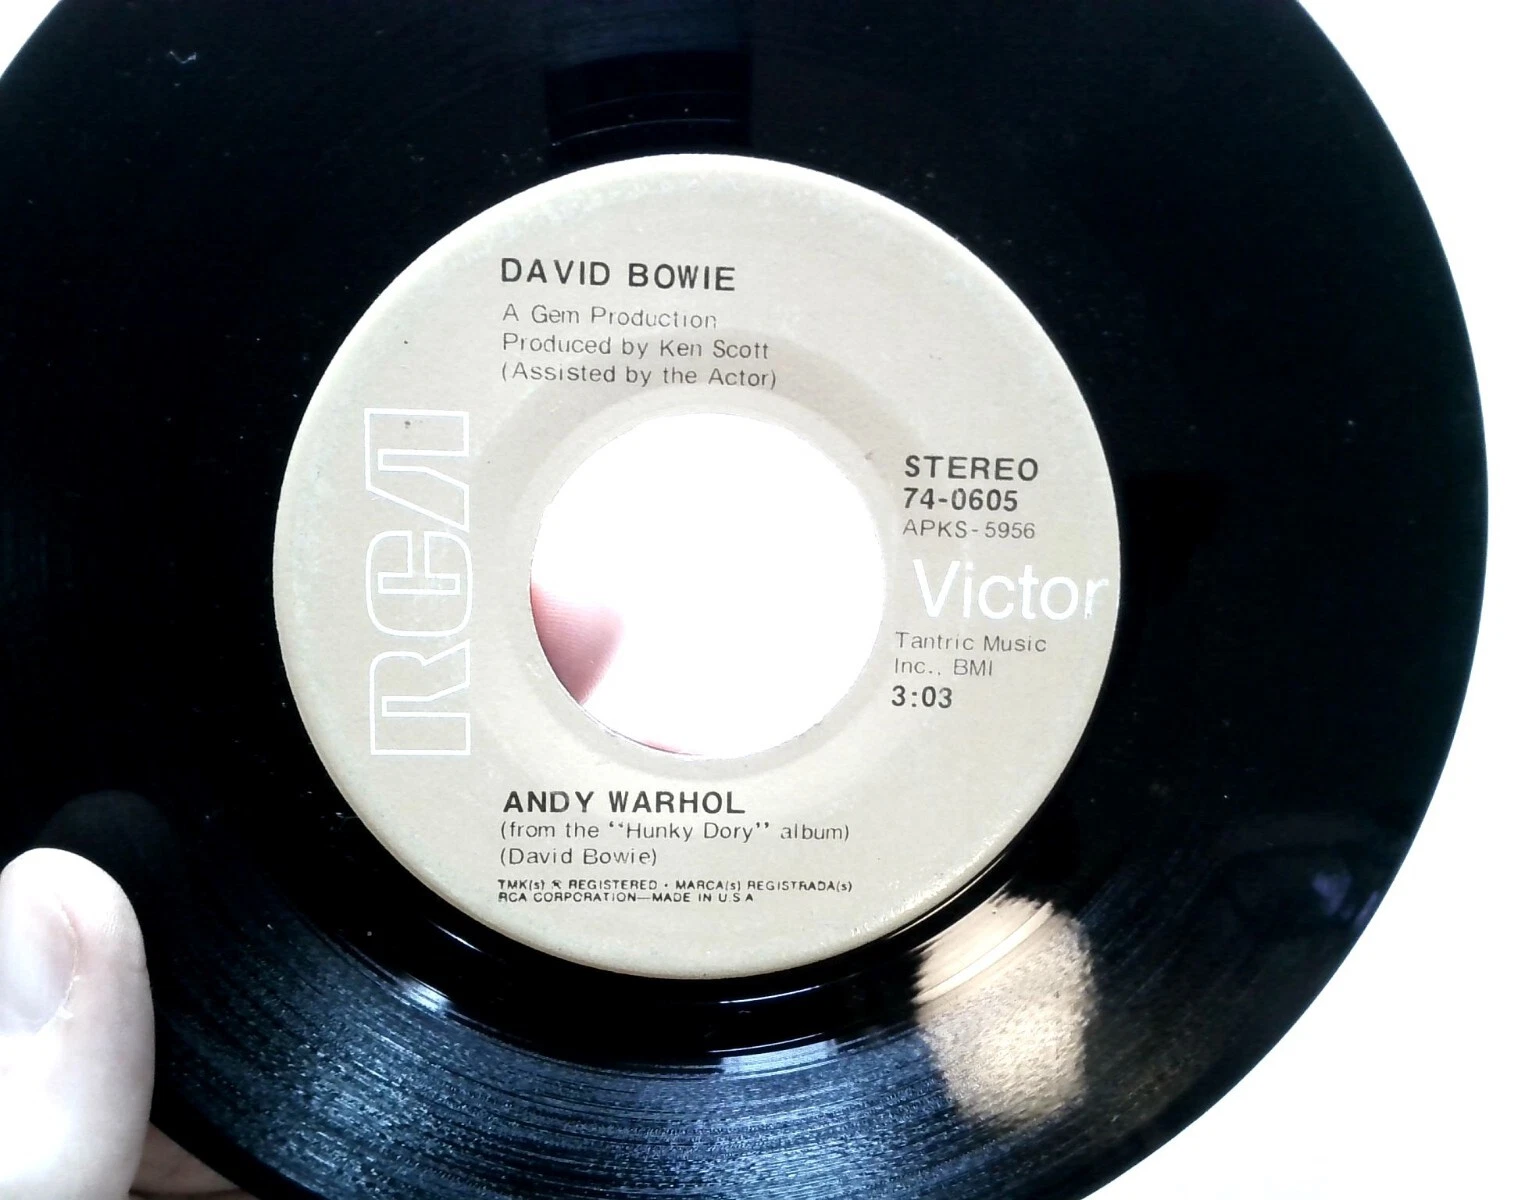 DAVID BOWIE
A Gem Production
Produced by Ken Scott
(Assisted by the Actor)
RCA
STEREO
74-0605
APKS-5956
Victor
Tantric Music
Inc., BMI
3:03
ANDY WARHOL
(from the "Hunky Dory" album)
(David Bowie)
TMK(s) ® REGISTERED • MARCA(s) REGISTRADA(s)
RCA CORPORATION—MADE IN U.S.A